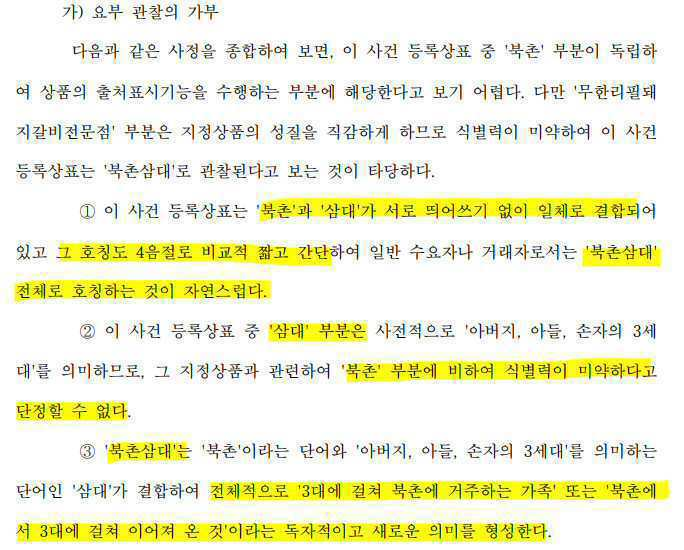 가) 요부 관찰의 가부
다음과 같은 사정을 종합하여 보면, 이 사건 등록상표 중 '북촌' 부분이 독립하
여 상품의 출처표시기능을 수행하는 부분에 해당한다고 보기 어렵다. 다만 '무한리필돼
지갈비전문점' 부분은 지정상품의 성질을 직감하게 하므로 식별력이 미약하여 이 사건
등록상표는 '북촌삼대'로 관찰된다고 보는 것이 타당하다.
① 이 사건 등록상표는 '북촌'과 '삼대'가 서로 띄어쓰기 없이 일체로 결합되어
있고 그 호칭도 4음절로 비교적 짧고 간단하여 일반 수요자나 거래자로서는 '북촌삼대'
전체로 호칭하는 것이 자연스럽다.
② 이 사건 등록상표 중 '삼대' 부분은 사전적으로 '아버지, 아들, 손자의 3세
대'를 의미하므로, 그 지정상품과 관련하여 '북촌' 부분에 비하여 식별력이 미약하다고
단정할 수 없다.
③ '북촌삼대'는 '북촌'이라는 단어와 '아버지, 아들, 손자의 3세대'를 의미하는
단어인 '삼대'가 결합하여 전체적으로 '3대에 걸쳐 북촌에 거주하는 가족' 또는 '북촌에
서 3대에 걸쳐 이어져 온 것'이라는 독자적이고 새로운 의미를 형성한다.